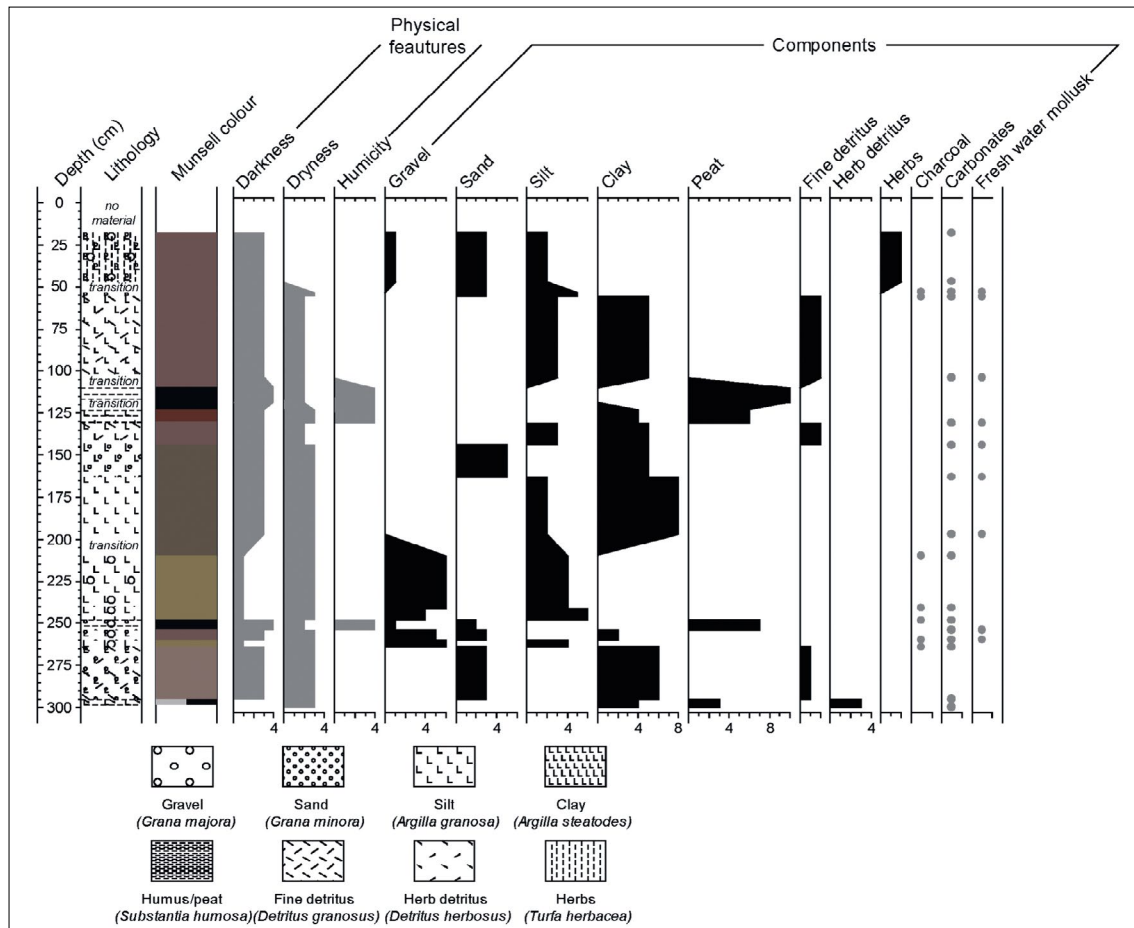 Physical
feautures
Components
Depth (cm)
Lithology
Munsell colour
Darkness
Dryness
Humicity
Gravel
Sand
Silt
Clay
Peat
Fine detritus
Herb detritus
Herbs
Charcoal
Carbonates
Fresh water mollusk
0
no
material
25
50
transition
75
100
transition
transition
125
150
175
200
transition
225
250
275
300
4 4 4 4 4 4 8 4 8 4
Gravel
(Grana majora)
Sand
(Grana minora)
Silt
(Argilla granosa)
Clay
(Argilla steatodes)
Humus/peat
(Substantia humosa)
Fine detritus
(Detritus granosus)
Herb detritus
(Detritus herbosus)
Herbs
(Turfa herbacea)